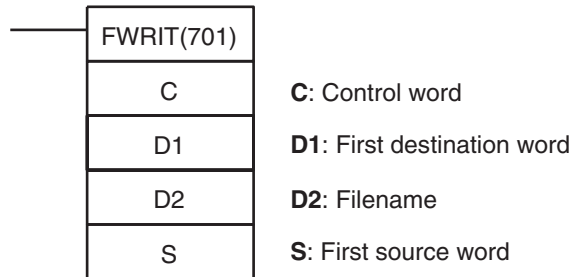 FWRIT(701)
C C: Control word
D1 D1: First destination word
D2 D2: Filename
S S: First source word